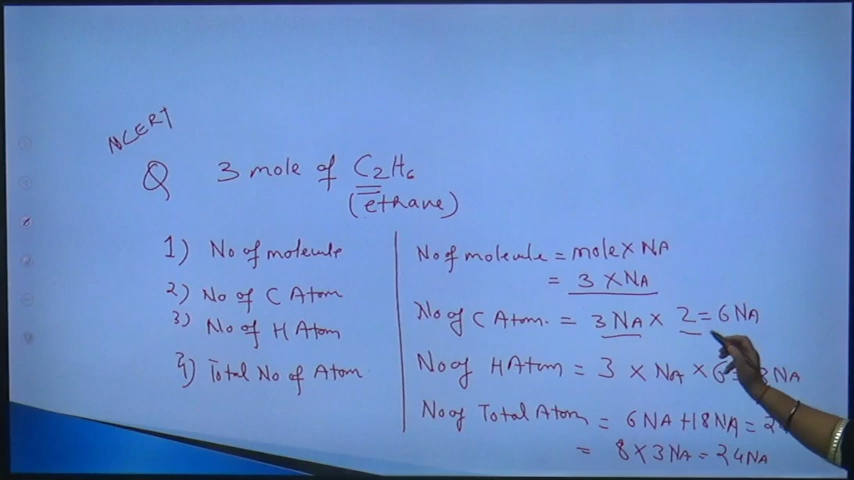 NCERT
Q 3 mole of C2H6
(ethane)
1) No of molecule
2) No of C Atom
3) No of H Atom
4) Total No of Atom
No of molecule = mole × NA
= 3 × NA
No of C Atom. = 3 NA × 2 = 6 NA
No of H Atom = 3 × NA × NA
No of Total Atom = 6 NA + 18 NA =
= 8 × 3 NA = 24 NA